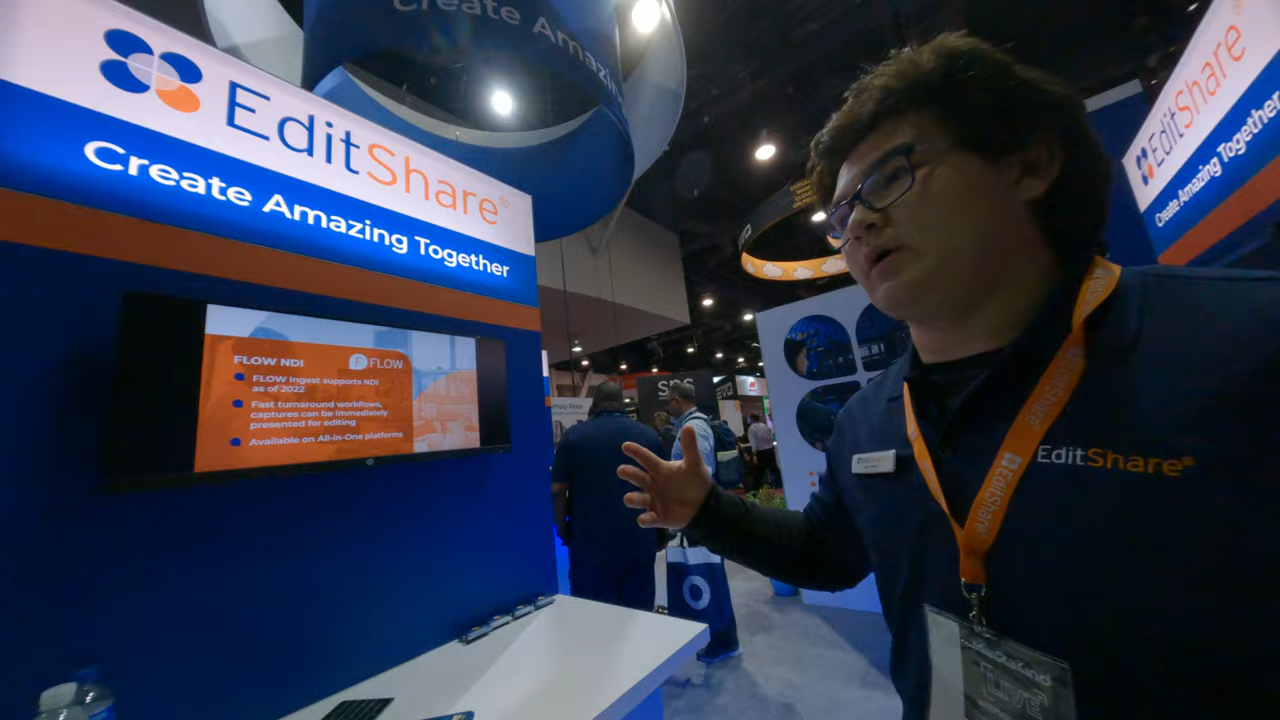 Create Amazing
EditShare®
Create Amazing Together
EditShare®
Create Amazing Together
FLOW NDI
F FLOW
FLOW Ingest supports NDI
as of 2022
Fast turnaround workflows,
captures can be immediately
presented for editing
Available on All-in-One platforms
EditShare
EditShare
LIVE